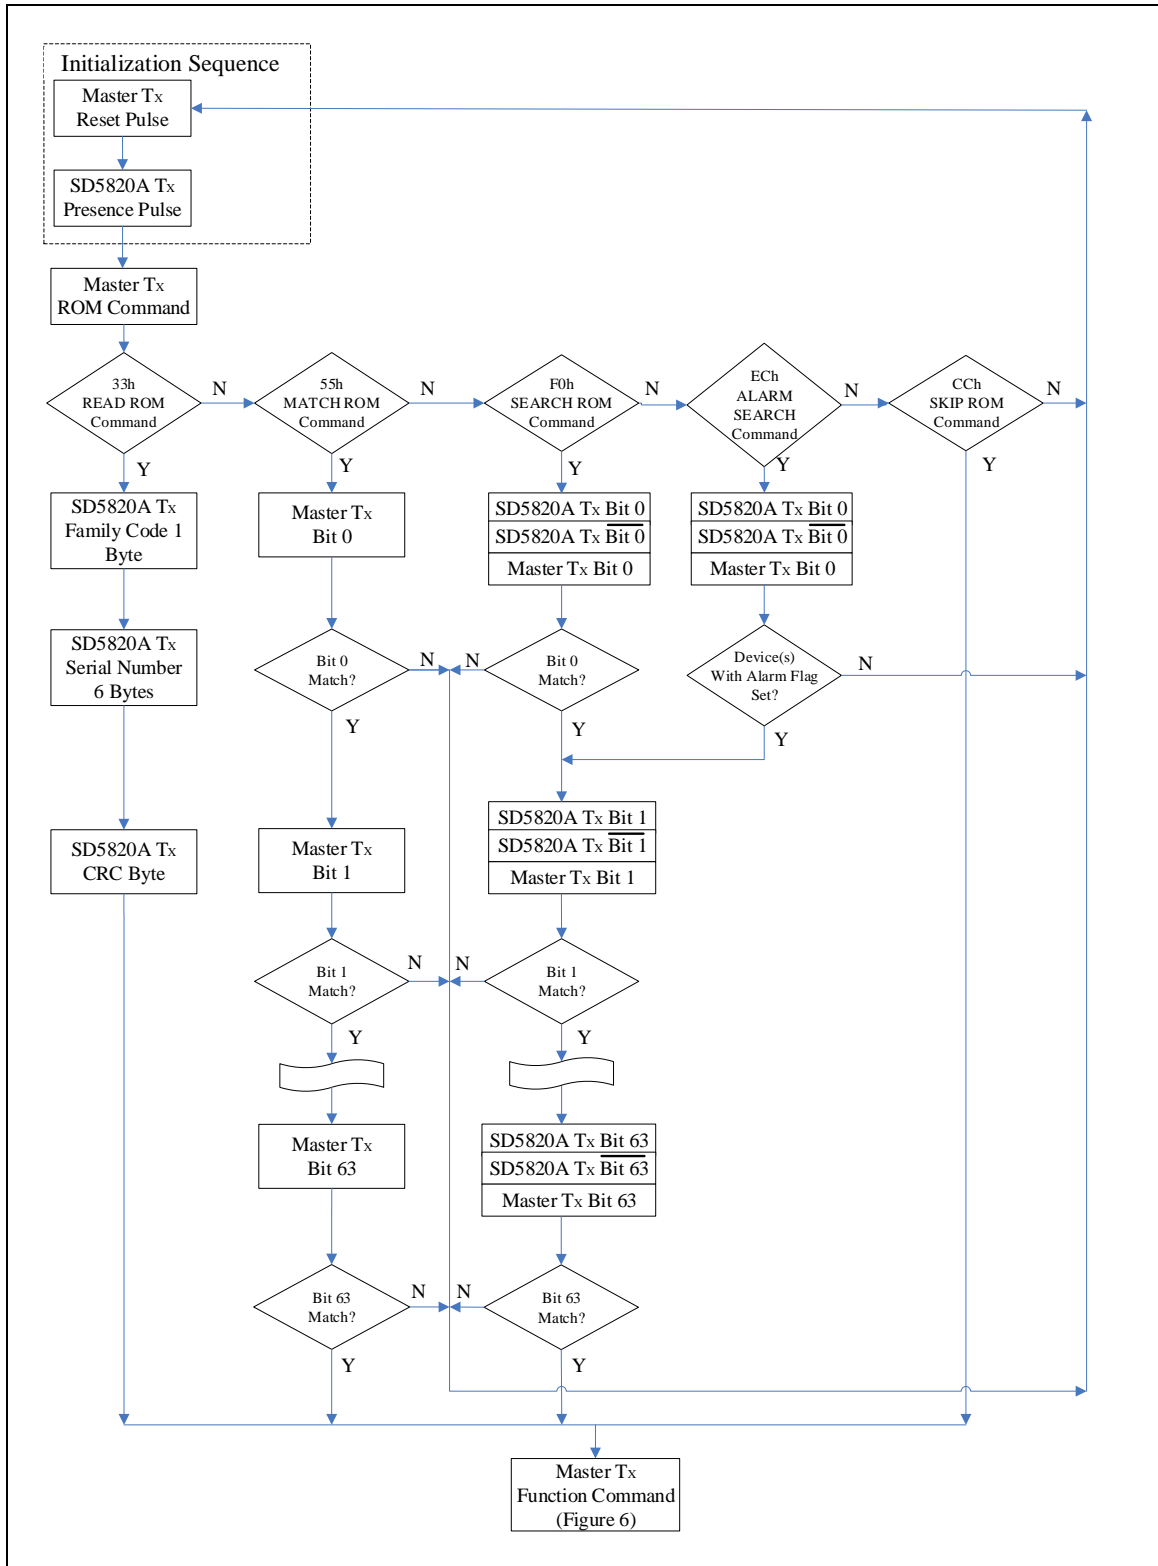 Initialization Sequence
Master Tx
Reset Pulse
SD5820A Tx
Presence Pulse
Master Tx
ROM Command
33h
READ ROM
Command
N
55h
MATCH ROM
Command
N
F0h
SEARCH ROM
Command
N
ECh
ALARM
SEARCH
Command
N
CCh
SKIP ROM
Command
N
Y
Y
Y
Y
Y
SD5820A Tx
Family Code 1
Byte
Master Tx
Bit 0
SD5820A Tx Bit 0
SD5820A Tx B̅i̅t̅ ̅0̅
Master Tx Bit 0
SD5820A Tx Bit 0
SD5820A Tx B̅i̅t̅ ̅0̅
Master Tx Bit 0
SD5820A Tx
Serial Number
6 Bytes
Bit 0
Match?
N
N
Bit 0
Match?
Device(s)
With Alarm Flag
Set?
N
Y
Y
Y
SD5820A Tx
CRC Byte
Master Tx
Bit 1
SD5820A Tx Bit 1
SD5820A Tx B̅i̅t̅ ̅1̅
Master Tx Bit 1
Bit 1
Match?
N
N
Bit 1
Match?
Y
Y
Master Tx
Bit 63
SD5820A Tx Bit 63
SD5820A Tx B̅i̅t̅ ̅6̅3̅
Master Tx Bit 63
Bit 63
Match?
N
N
Bit 63
Match?
Y
Y
Master Tx
Function Command
(Figure 6)